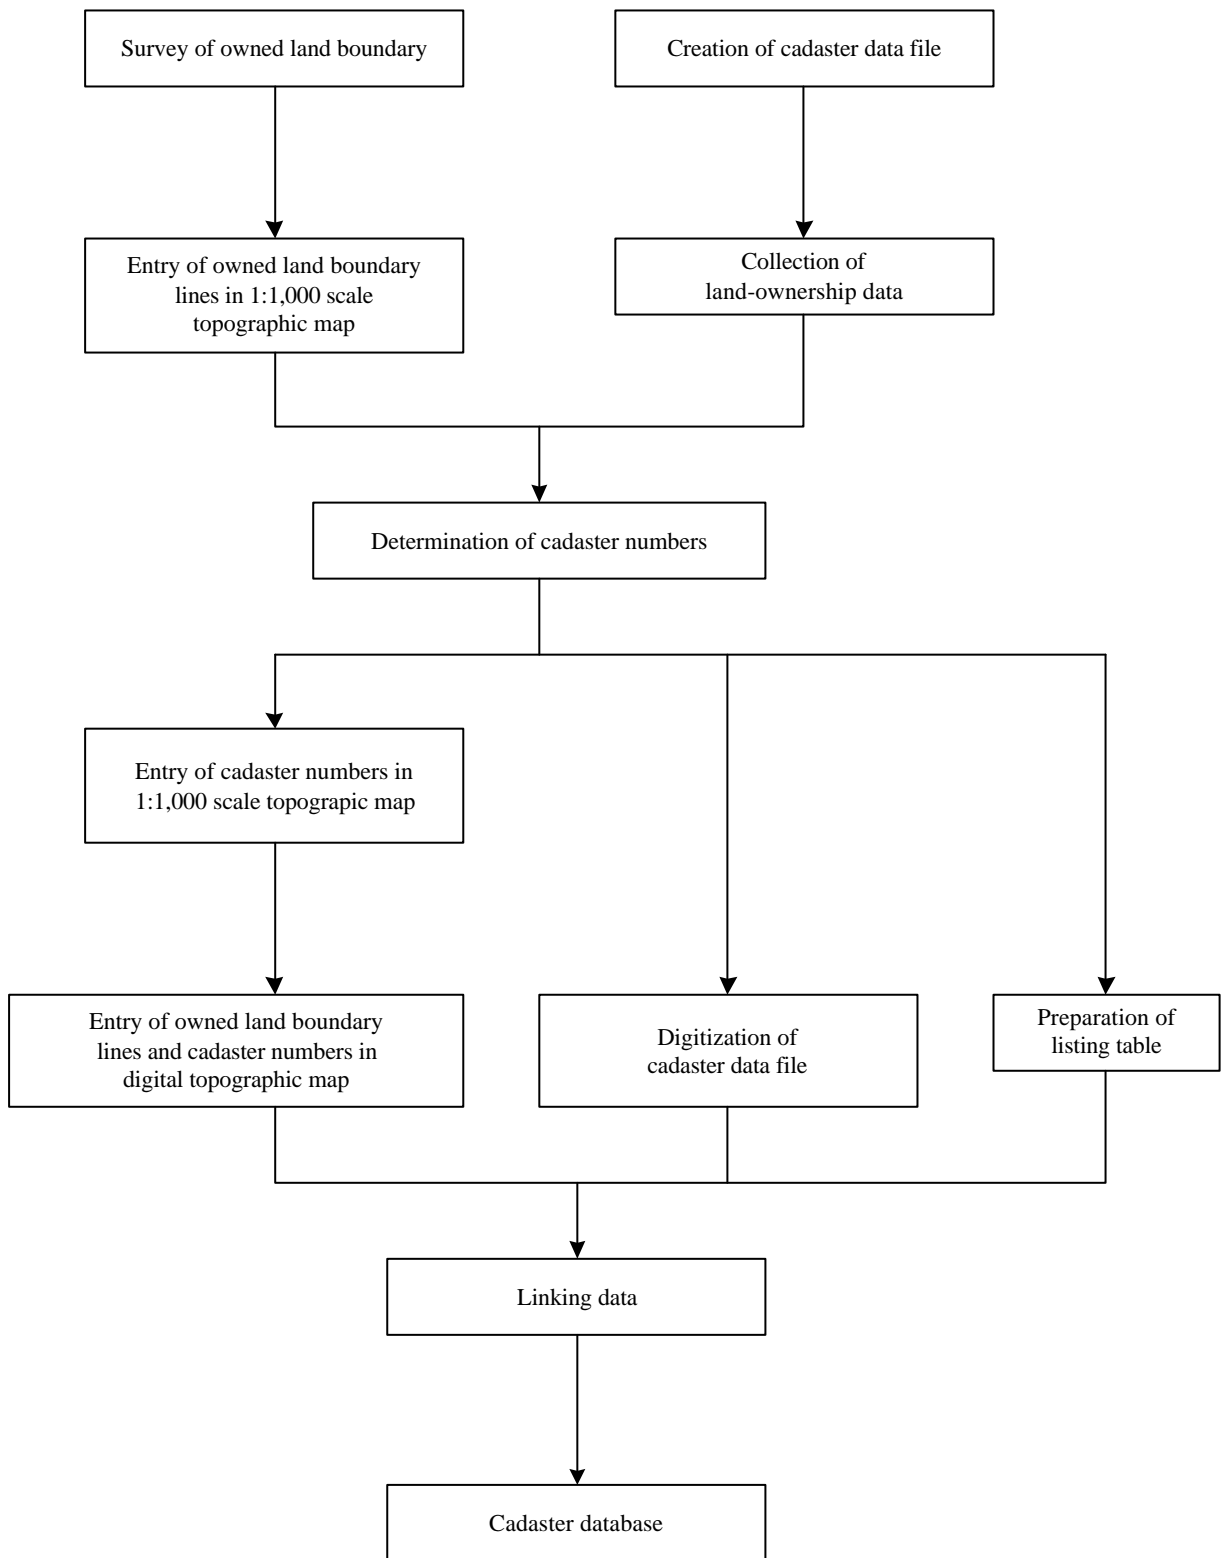 Survey of owned land boundary
Creation of cadaster data file
Entry of owned land boundary
lines in 1:1,000 scale
topographic map
Collection of
land-ownership data
Determination of cadaster numbers
Entry of cadaster numbers in
1:1,000 scale topograpic map
Entry of owned land boundary
lines and cadaster numbers in
digital topographic map
Digitization of
cadaster data file
Preparation of
listing table
Linking data
Cadaster database